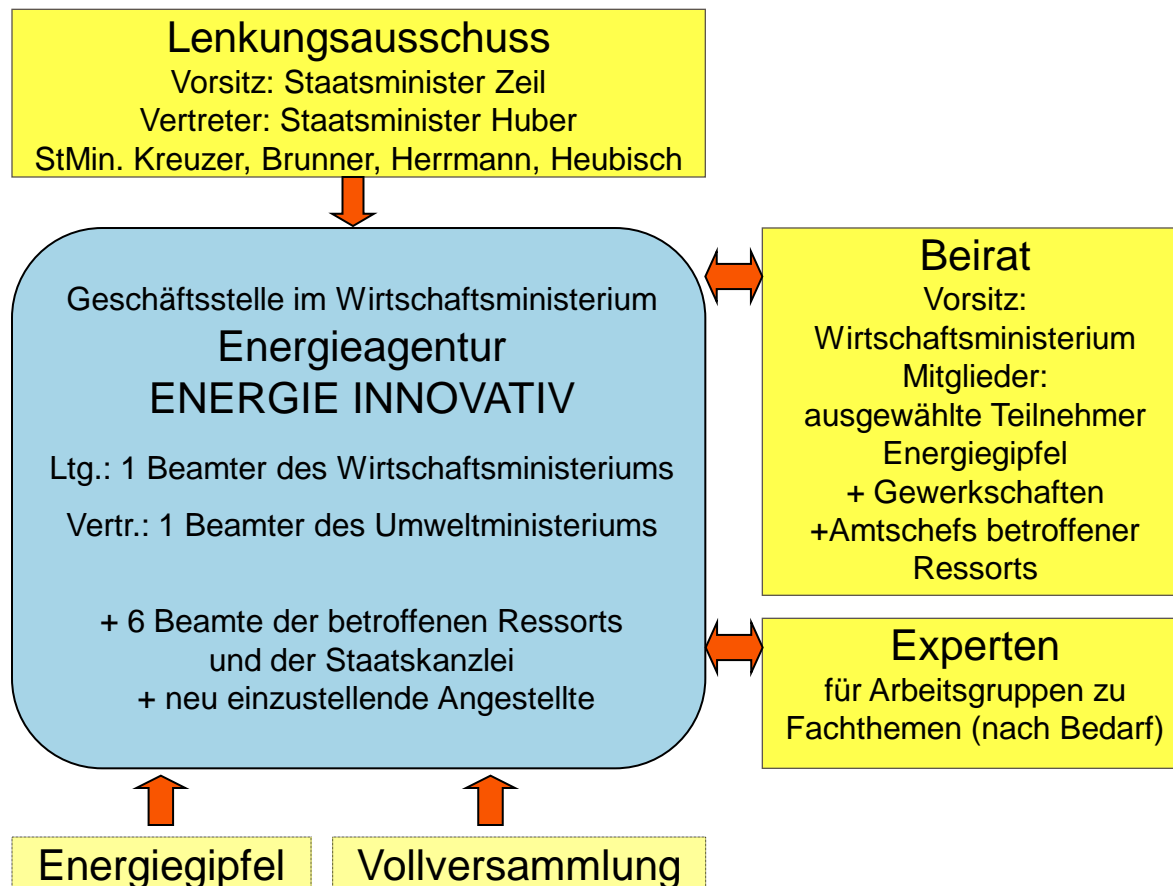 Lenkungsausschuss
Vorsitz: Staatsminister Zeil
Vertreter: Staatsminister Huber
StMin. Kreuzer, Brunner, Herrmann, Heubisch
Geschäftsstelle im Wirtschaftsministerium
Energieagentur
ENERGIE INNOVATIV
Ltg.: 1 Beamter des Wirtschaftsministeriums
Vertr.: 1 Beamter des Umweltministeriums
+ 6 Beamte der betroffenen Ressorts
und der Staatskanzlei
+ neu einzustellende Angestellte
Beirat
Vorsitz:
Wirtschaftsministerium
Mitglieder:
ausgewählte Teilnehmer
Energiegipfel
+ Gewerkschaften
+Amtschefs betroffener
Ressorts
Experten
für Arbeitsgruppen zu
Fachthemen (nach Bedarf)
Energiegipfel
Vollversammlung